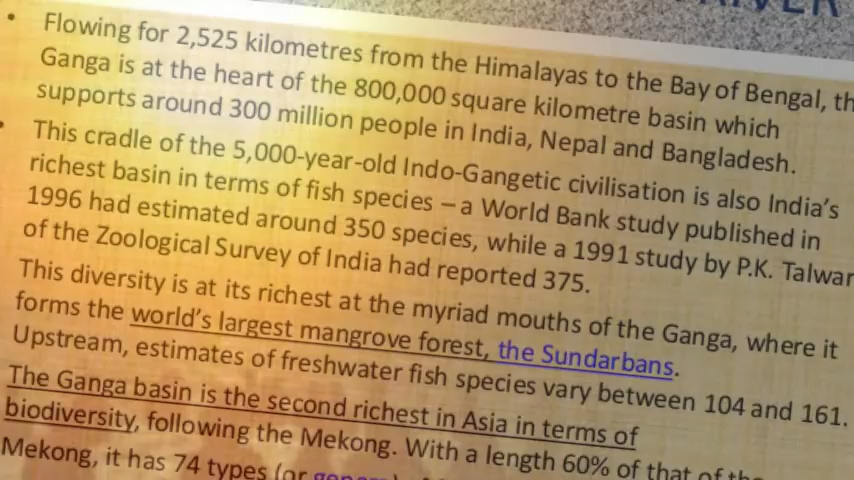 RIVER
• Flowing for 2,525 kilometres from the Himalayas to the Bay of Bengal, th
Ganga is at the heart of the 800,000 square kilometre basin which
supports around 300 million people in India, Nepal and Bangladesh.
• This cradle of the 5,000-year-old Indo-Gangetic civilisation is also India's
richest basin in terms of fish species – a World Bank study published in
1996 had estimated around 350 species, while a 1991 study by P.K. Talwar
of the Zoological Survey of India had reported 375.
This diversity is at its richest at the myriad mouths of the Ganga, where it
forms the world's largest mangrove forest, the Sundarbans.
Upstream, estimates of freshwater fish species vary between 104 and 161.
The Ganga basin is the second richest in Asia in terms of
biodiversity, following the Mekong. With a length 60% of that of the
Mekong, it has 74 types (or